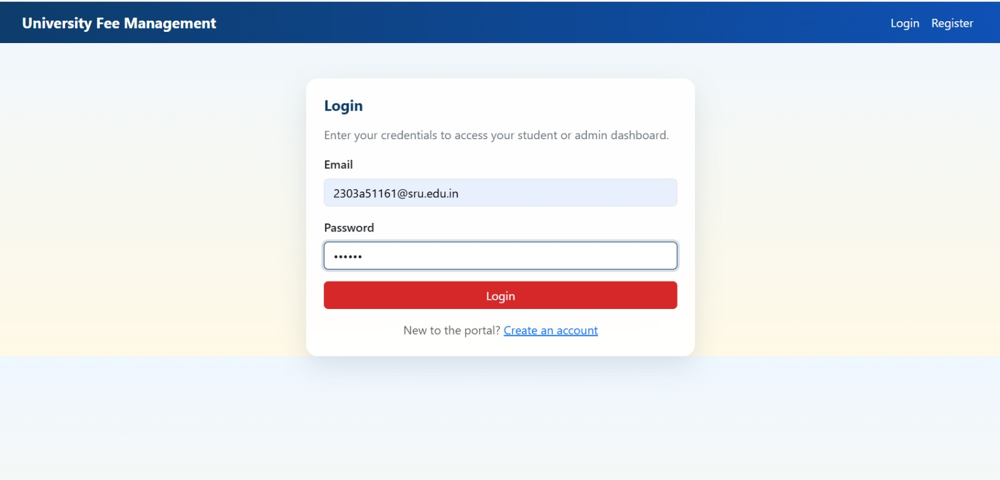 University Fee Management
Login Register
Login
Enter your credentials to access your student or admin dashboard.
Email
2303a51161@sru.edu.in
Password
••••••
Login
New to the portal? Create an account